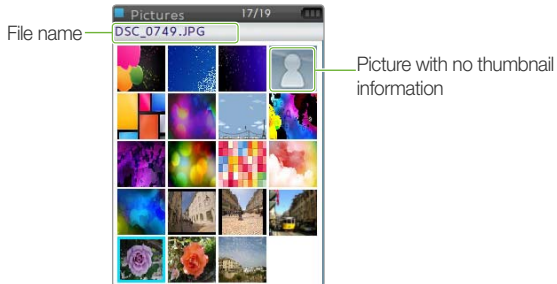 Pictures 17/19
File name
DSC_0749.JPG
Picture with no thumbnail
information